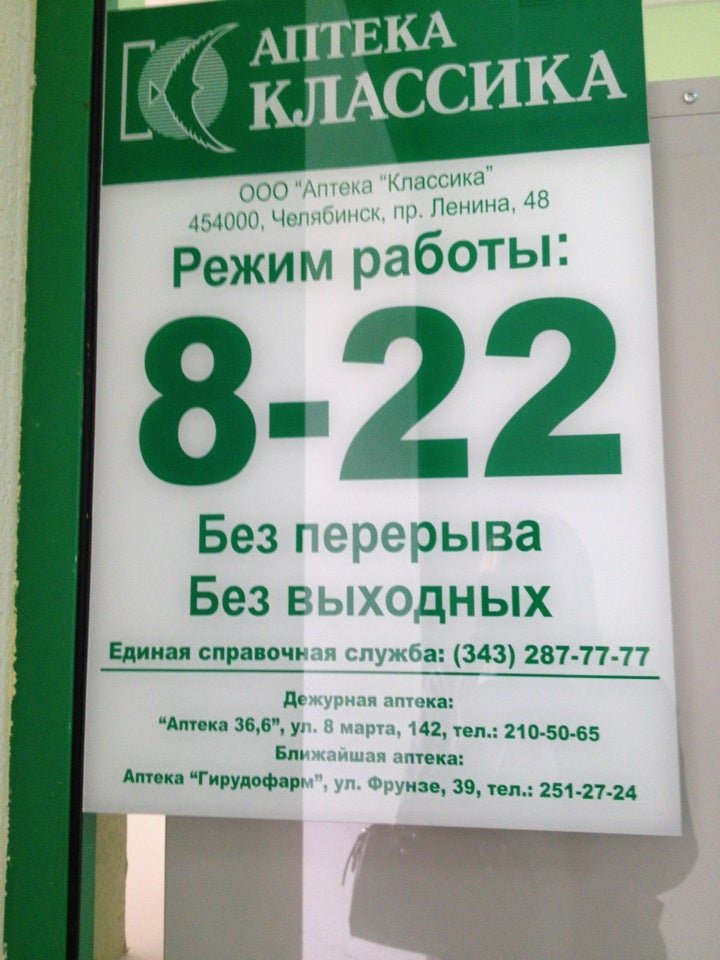 АПТЕКА
КЛАССИКА
ООО "Аптека "Классика"
454000, Челябинск, пр. Ленина, 48
Режим работы:
8-22
Без перерыва
Без выходных
Единая справочная служба: (343) 287-77-77
Дежурная аптека:
"Аптека 36,6", ул. 8 марта, 142, тел.: 210-50-65
Ближайшая аптека:
Аптека "Гирудофарм", ул. Фрунзе, 39, тел.: 251-27-24